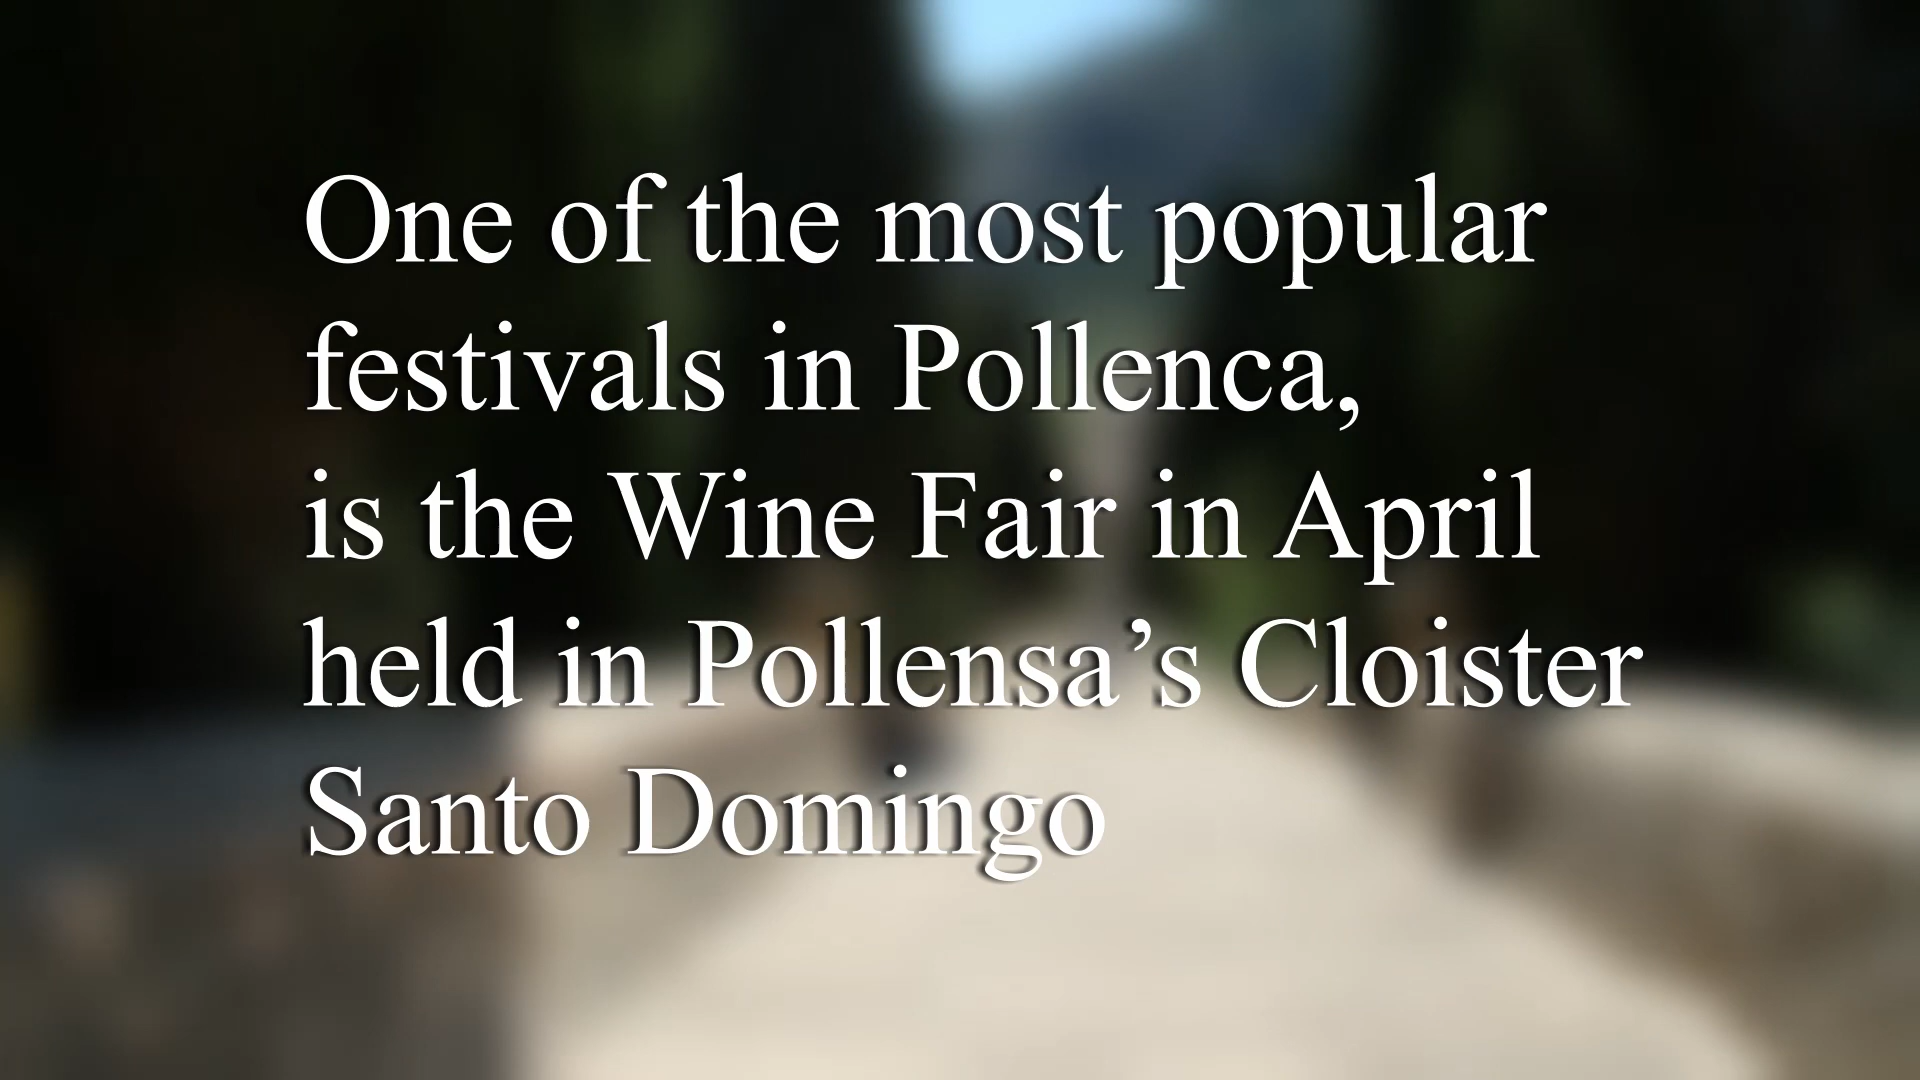 One of the most popular
festivals in Pollenca,
is the Wine Fair in April
held in Pollensa’s Cloister
Santo Domingo